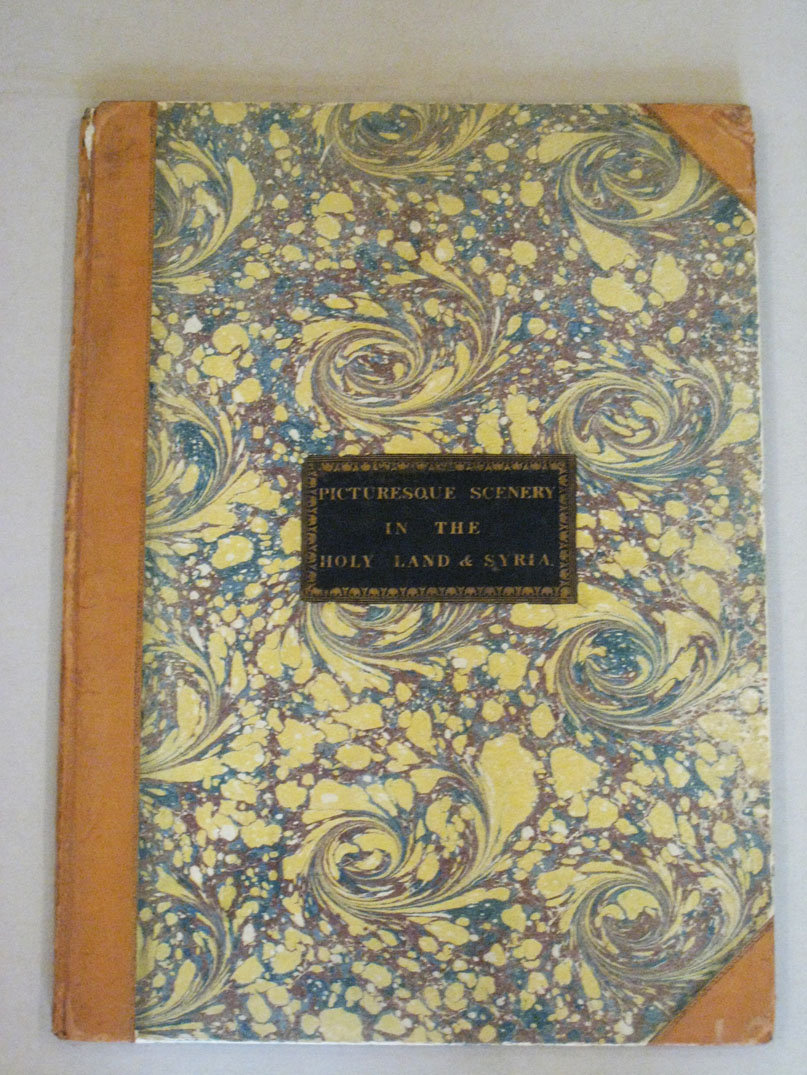 PICTURESQUE SCENERY
IN THE
HOLY LAND & SYRIA.